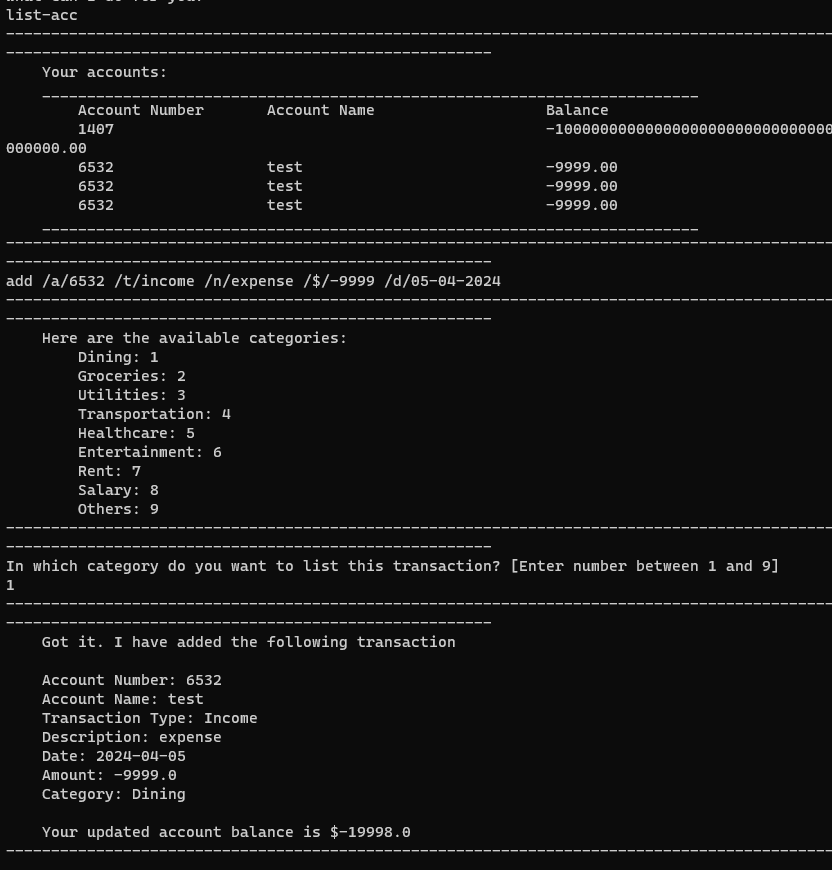 list-acc
Your accounts:
Account Number Account Name Balance
1407 -1000000000000000000000000000000
000000.00
6532 test -9999.00
6532 test -9999.00
6532 test -9999.00
add /a/6532 /t/income /n/expense /$/-9999 /d/05-04-2024
Here are the available categories:
Dining: 1
Groceries: 2
Utilities: 3
Transportation: 4
Healthcare: 5
Entertainment: 6
Rent: 7
Salary: 8
Others: 9
In which category do you want to list this transaction? [Enter number between 1 and 9]
1
Got it. I have added the following transaction
Account Number: 6532
Account Name: test
Transaction Type: Income
Description: expense
Date: 2024-04-05
Amount: -9999.0
Category: Dining
Your updated account balance is $-19998.0